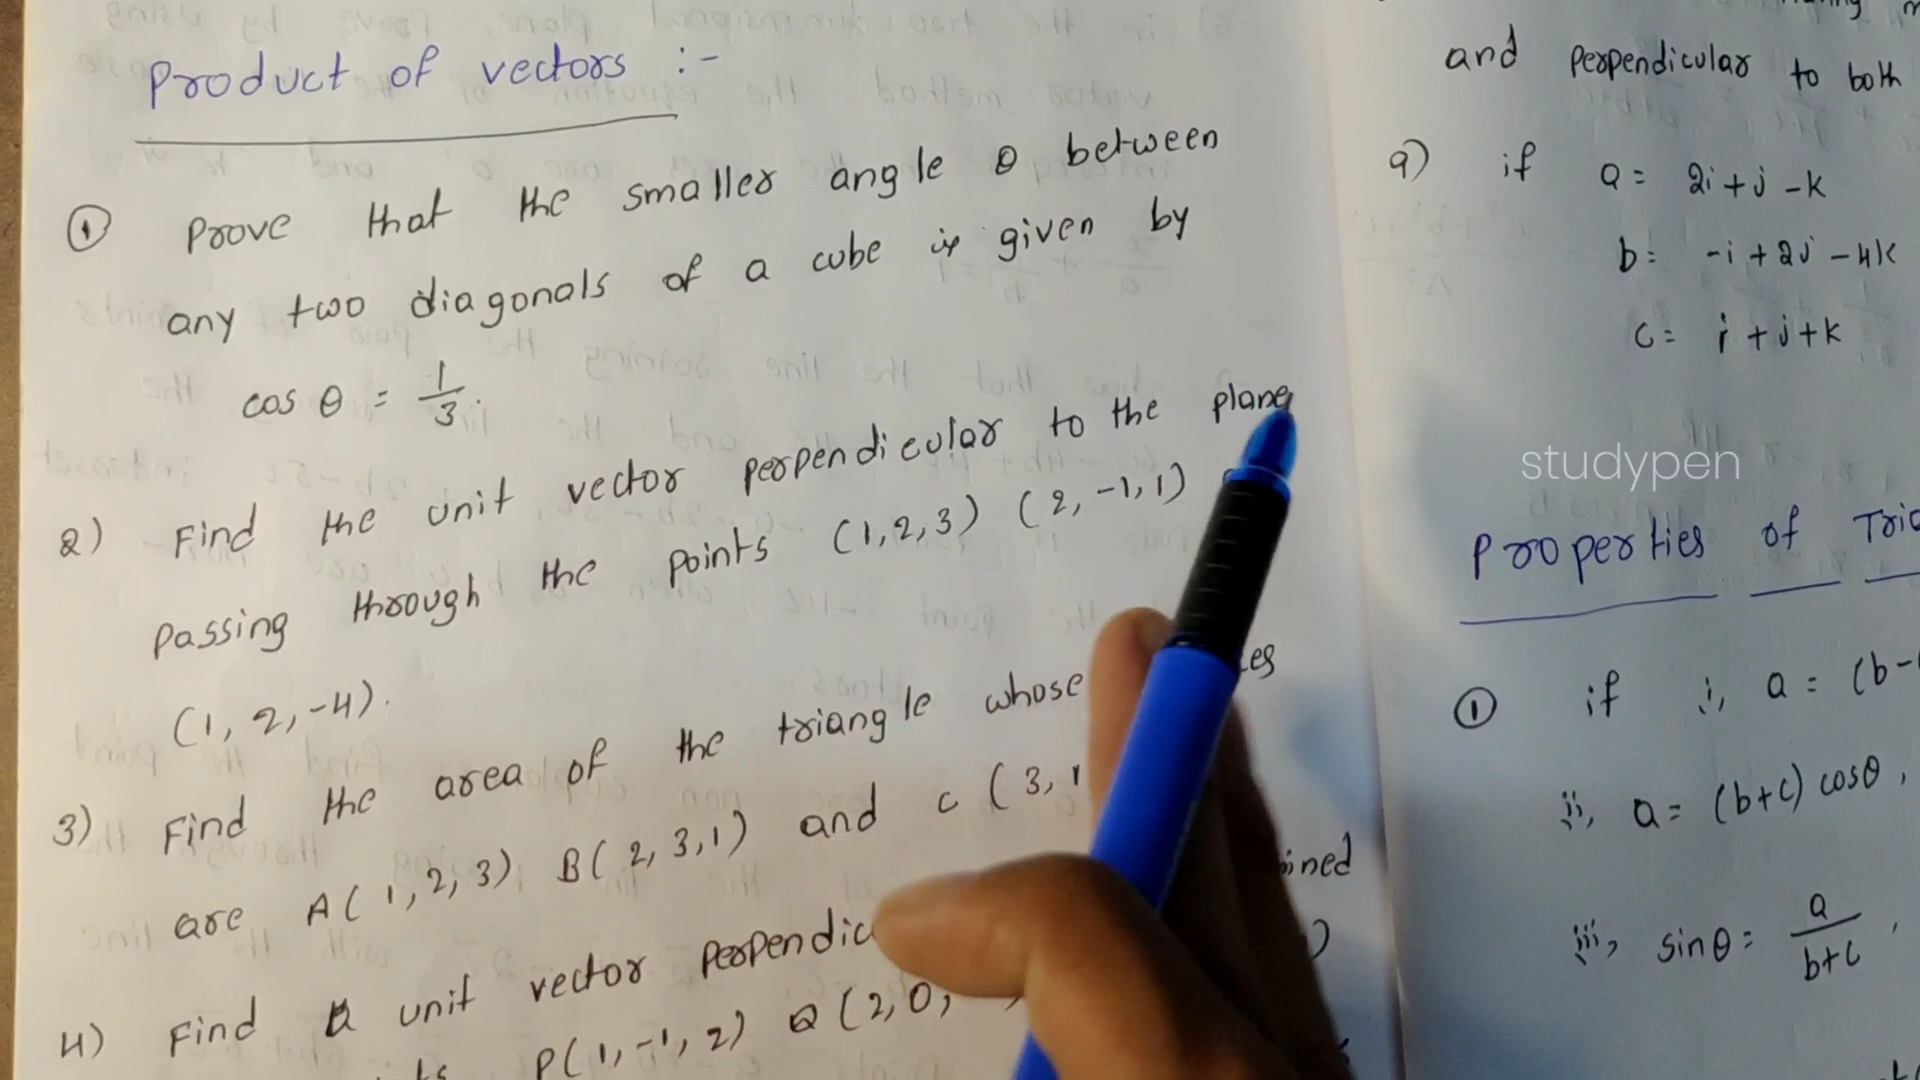 Product of vectors :-
① Prove that the smaller angle θ between
any two diagonals of a cube is given by
cos θ = 1/3.
2) Find the unit vector perpendicular to the plane
passing through the points (1,2,3) (2,-1,1)
(1, 2, -4).
3) Find the area of the triangle whose
are A(1,2,3) B(2,3,1) and c (3,1
4) Find a unit vector
P(1,-1,2) Q(2,0,
and perpendicular to both
9) if a = 2i+j-k
b = -i+2j-4k
c = i+j+k
studypen
Properties of
① if i, a =
ii, a = (b+c) cosθ,
iii, sinθ = a/b+c